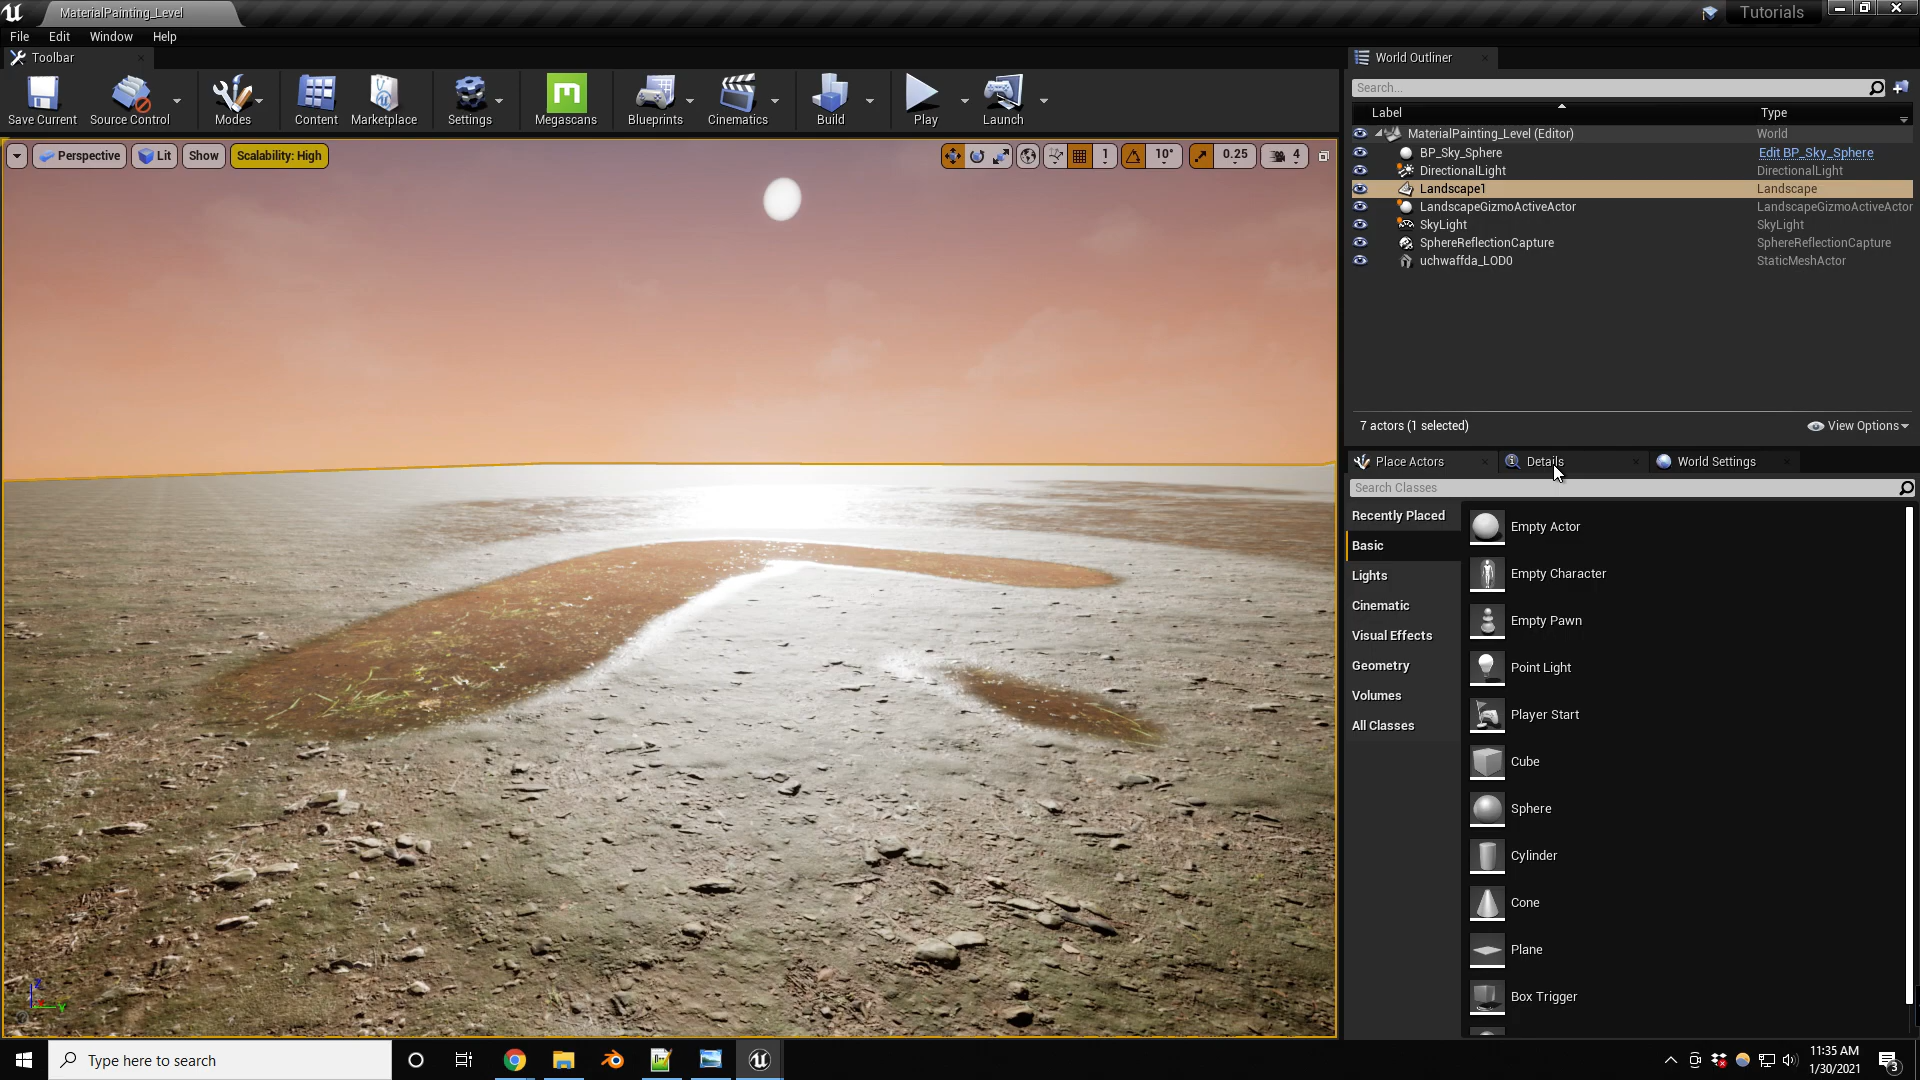 MaterialPainting_Level
Tutorials
File Edit Window Help
Toolbar
Save Current Source Control Modes Content Marketplace Settings Megascans Blueprints Cinematics Build Play Launch
Perspective Lit Show Scalability: High
1 10° 0.25 4
World Outliner
Search...
Label Type
MaterialPainting_Level (Editor) World
BP_Sky_Sphere Edit BP_Sky_Sphere
DirectionalLight DirectionalLight
Landscape1 Landscape
LandscapeGizmoActiveActor LandscapeGizmoActiveActor
SkyLight SkyLight
SphereReflectionCapture SphereReflectionCapture
uchwaffda_LOD0 StaticMeshActor
7 actors (1 selected) View Options
Place Actors Details World Settings
Search Classes
Recently Placed
Basic
Lights
Cinematic
Visual Effects
Geometry
Volumes
All Classes
Empty Actor
Empty Character
Empty Pawn
Point Light
Player Start
Cube
Sphere
Cylinder
Cone
Plane
Box Trigger
Z
Y
Type here to search
11:35 AM
1/30/2021
3